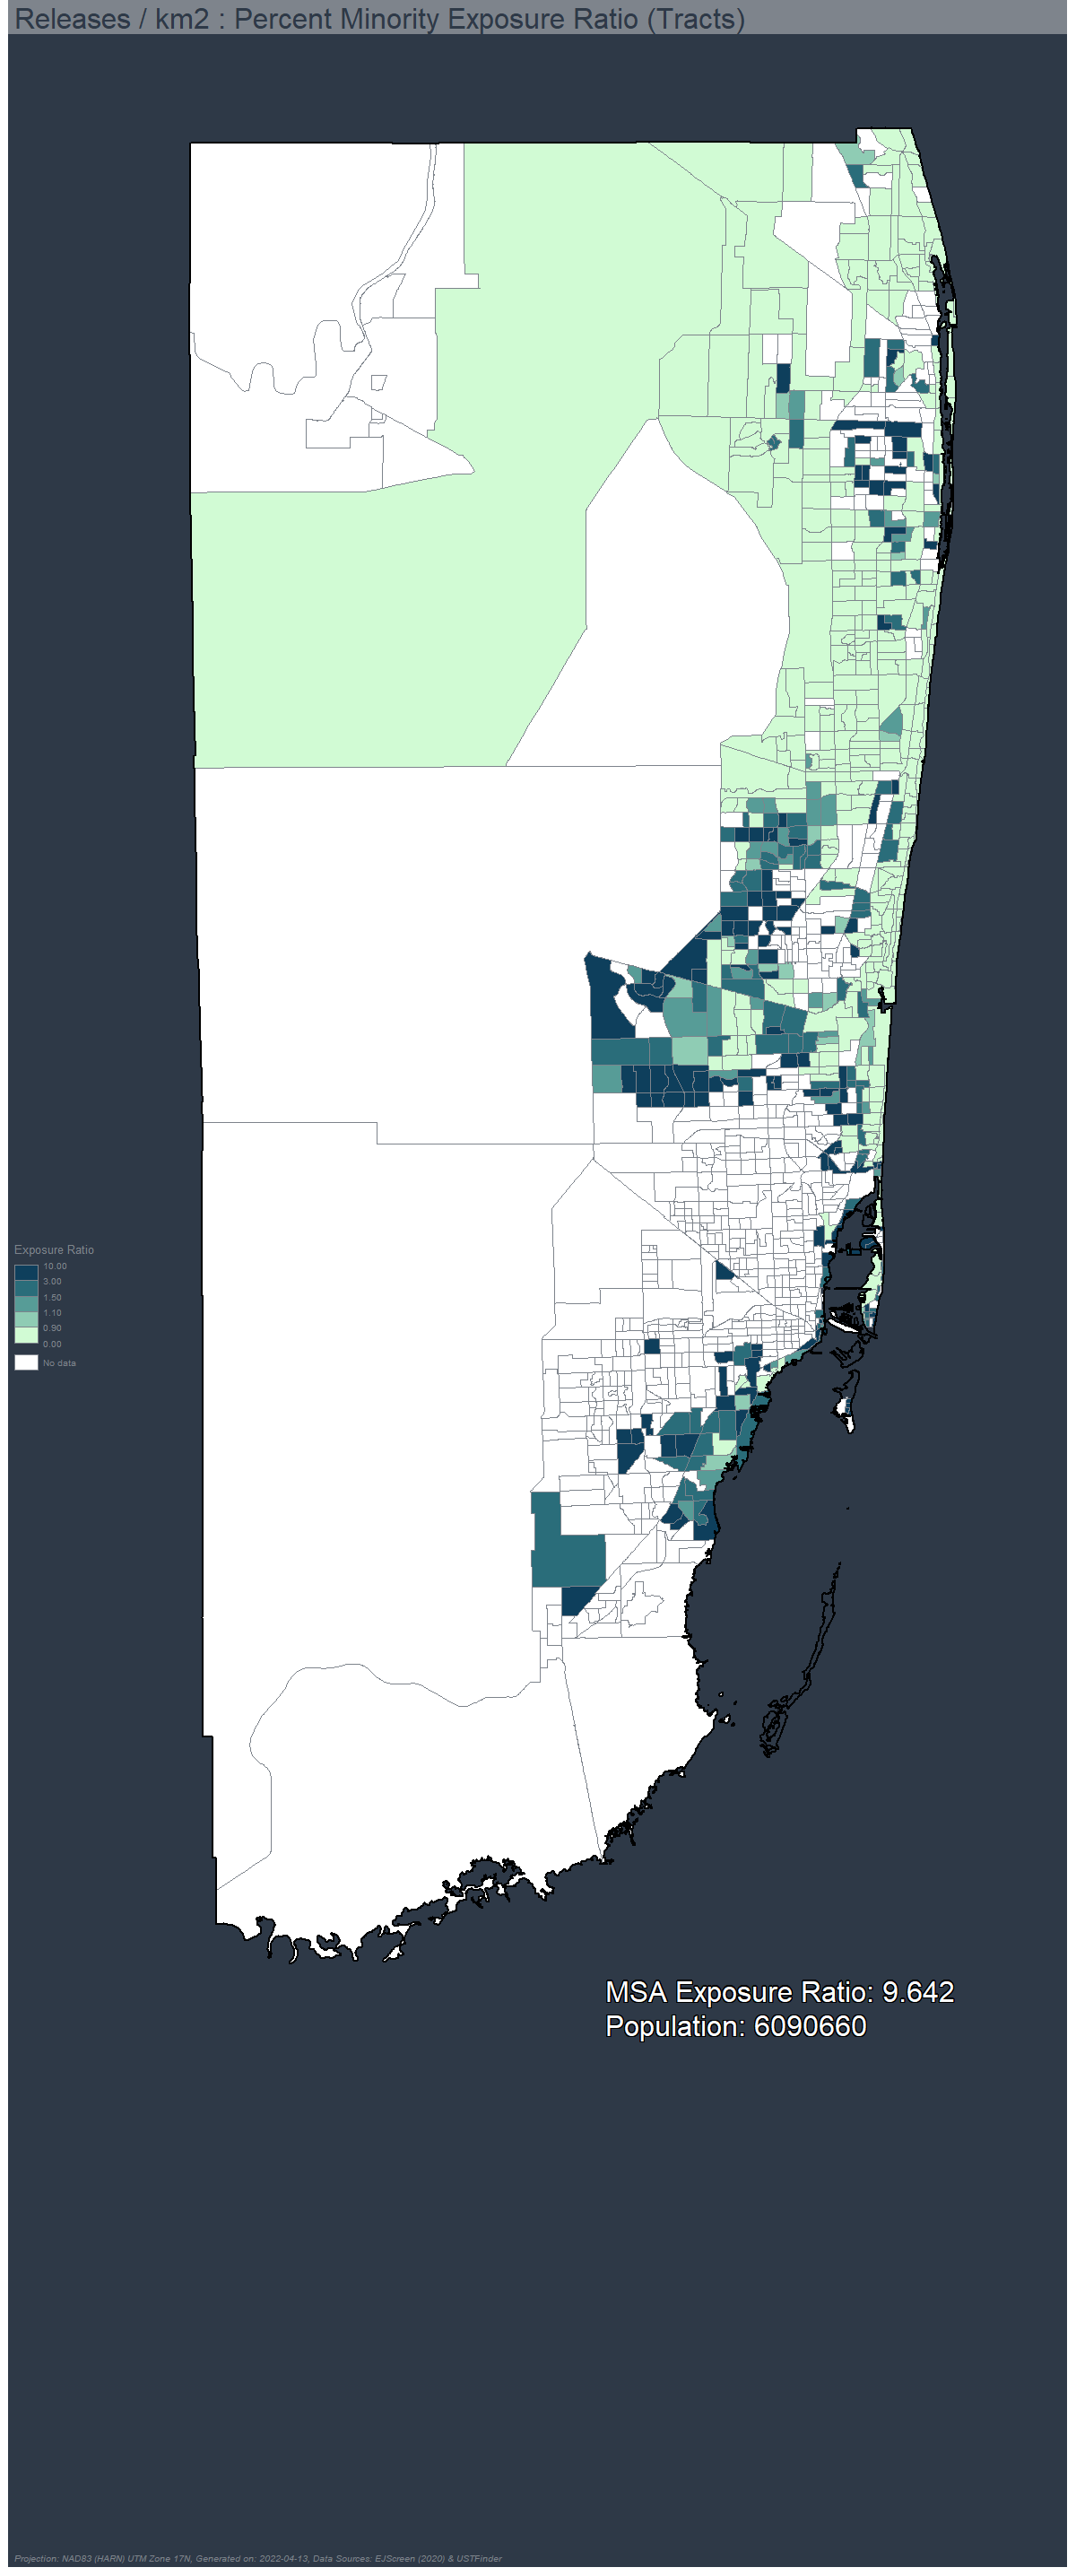 Releases / km2 : Percent Minority Exposure Ratio (Tracts)
Exposure Ratio
10.00
3.00
1.50
1.10
0.90
0.00
No data
MSA Exposure Ratio: 9.642
Population: 6090660
Projection: NAD83 (HARN) UTM Zone 17N, Generated on: 2022-04-13, Data Sources: EJScreen (2020) & USTFinder